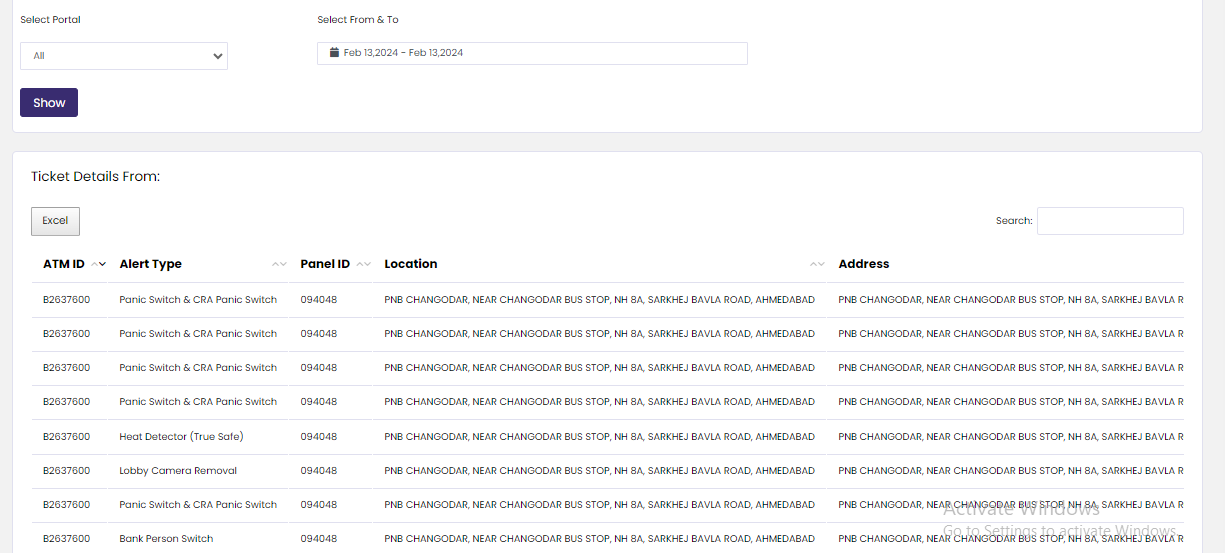 Select Portal Select From & To
All Feb 13,2024 - Feb 13,2024
Show
Ticket Details From:
Excel Search:
ATM ID Alert Type Panel ID Location Address
B2637600 Panic Switch & CRA Panic Switch 094048 PNB CHANGODAR, NEAR CHANGODAR BUS STOP, NH 8A, SARKHEJ BAVLA ROAD, AHMEDABAD PNB CHANGODAR, NEAR CHANGODAR BUS STOP, NH 8A, SARKHEJ BAVLA R
B2637600 Panic Switch & CRA Panic Switch 094048 PNB CHANGODAR, NEAR CHANGODAR BUS STOP, NH 8A, SARKHEJ BAVLA ROAD, AHMEDABAD PNB CHANGODAR, NEAR CHANGODAR BUS STOP, NH 8A, SARKHEJ BAVLA R
B2637600 Panic Switch & CRA Panic Switch 094048 PNB CHANGODAR, NEAR CHANGODAR BUS STOP, NH 8A, SARKHEJ BAVLA ROAD, AHMEDABAD PNB CHANGODAR, NEAR CHANGODAR BUS STOP, NH 8A, SARKHEJ BAVLA R
B2637600 Panic Switch & CRA Panic Switch 094048 PNB CHANGODAR, NEAR CHANGODAR BUS STOP, NH 8A, SARKHEJ BAVLA ROAD, AHMEDABAD PNB CHANGODAR, NEAR CHANGODAR BUS STOP, NH 8A, SARKHEJ BAVLA R
B2637600 Heat Detector (True Safe) 094048 PNB CHANGODAR, NEAR CHANGODAR BUS STOP, NH 8A, SARKHEJ BAVLA ROAD, AHMEDABAD PNB CHANGODAR, NEAR CHANGODAR BUS STOP, NH 8A, SARKHEJ BAVLA R
B2637600 Lobby Camera Removal 094048 PNB CHANGODAR, NEAR CHANGODAR BUS STOP, NH 8A, SARKHEJ BAVLA ROAD, AHMEDABAD PNB CHANGODAR, NEAR CHANGODAR BUS STOP, NH 8A, SARKHEJ BAVLA R
B2637600 Panic Switch & CRA Panic Switch 094048 PNB CHANGODAR, NEAR CHANGODAR BUS STOP, NH 8A, SARKHEJ BAVLA ROAD, AHMEDABAD PNB CHANGODAR, NEAR CHANGODAR BUS STOP, NH 8A, SARKHEJ BAVLA R
Activate Windows
Go to Settings to activate Windows.
B2637600 Bank Person Switch 094048 PNB CHANGODAR, NEAR CHANGODAR BUS STOP, NH 8A, SARKHEJ BAVLA ROAD, AHMEDABAD PNB CHANGODAR, NEAR CHANGODAR BUS STOP, NH 8A, SARKHEJ BAVLA R